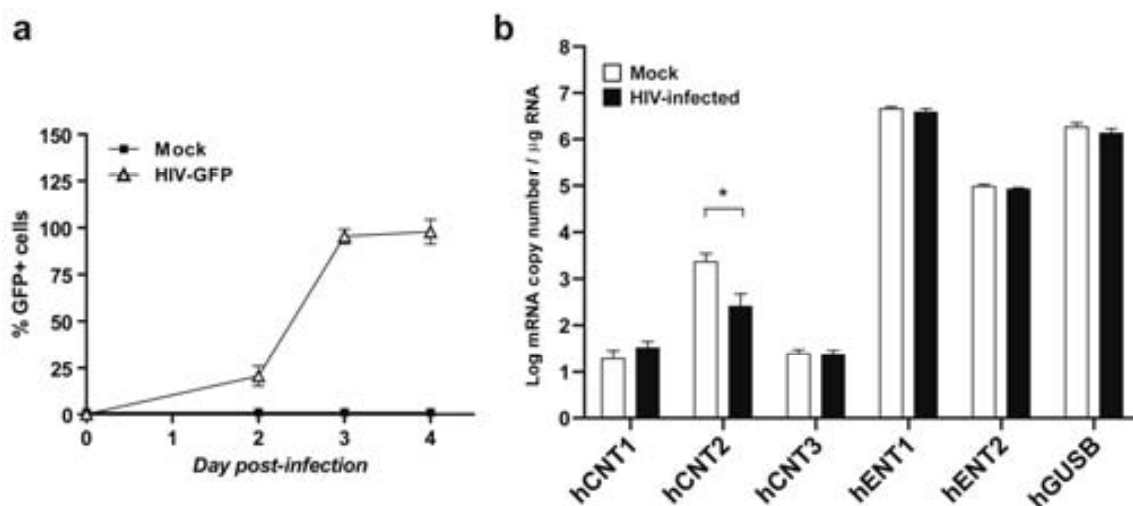 a
150
125
100
75
50
25
0
% GFP+ cells
Mock
HIV-GFP
0 1 2 3 4
Day post-infection
b
8
7
6
5
4
3
2
1
0
Log mRNA copy number / µg RNA
Mock
HIV-infected
*
hCNT1 hCNT2 hCNT3 hENT1 hENT2 hGUSB